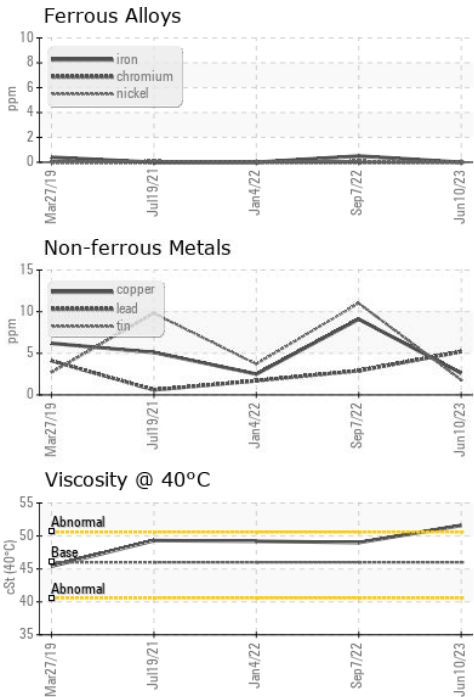 Ferrous Alloys
10
8
6
4
2
0
ppm
iron
chromium
nickel
Mar27/19
Jul19/21
Jan4/22
Sep7/22
Jun10/23
Non-ferrous Metals
15
10
5
0
ppm
copper
lead
tin
Mar27/19
Jul19/21
Jan4/22
Sep7/22
Jun10/23
Viscosity @ 40°C
55
50
45
40
35
cSt (40°C)
Abnormal
Base
Abnormal
Mar27/19
Jul19/21
Jan4/22
Sep7/22
Jun10/23